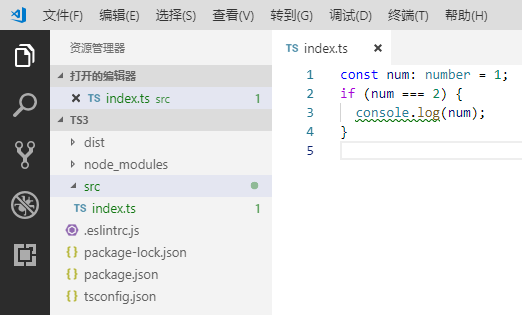 文件(F) 编辑(E) 选择(S) 查看(V) 转到(G) 调试(D) 终端(T) 帮助(H)
资源管理器
打开的编辑器
TS index.ts src 1
TS3
dist
node_modules
src
TS index.ts 1
.eslintrc.js
{} package-lock.json
{} package.json
{} tsconfig.json
index.ts
1 const num: number = 1;
2 if (num === 2) {
3 console.log(num);
4 }
5